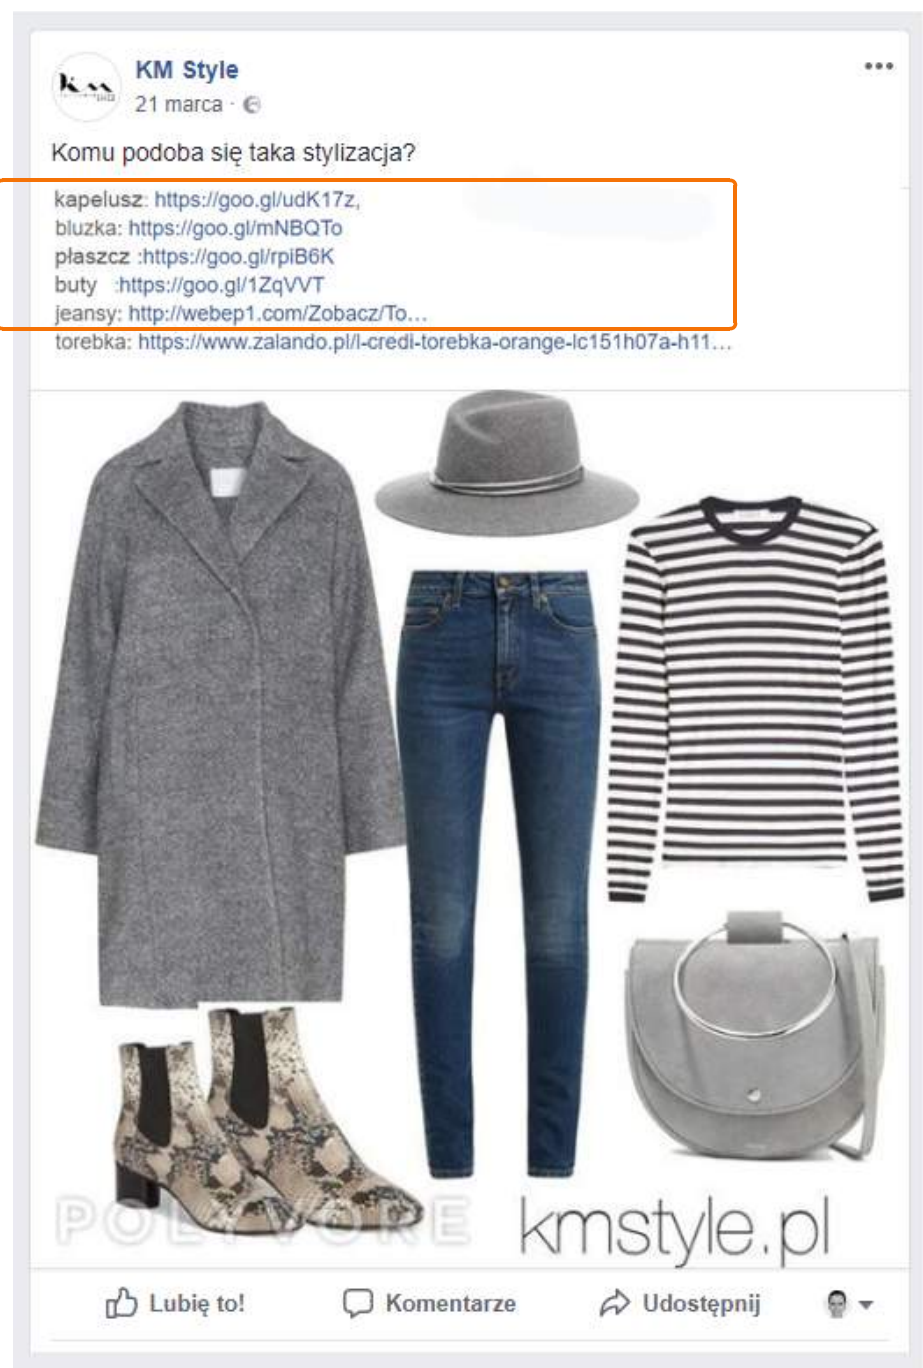 KM Style
21 marca ·
Komu podoba się taka stylizacja?
kapelusz: https://goo.gl/udK17z,
bluzka: https://goo.gl/mNBQTo
płaszcz :https://goo.gl/rpiB6K
buty :https://goo.gl/1ZqVVT
jeansy: http://webep1.com/Zobacz/To...
torebka: https://www.zalando.pl/l-credi-torebka-orange-lc151h07a-h11...
POLYVORE
kmstyle.pl
Lubię to! Komentarze Udostępnij